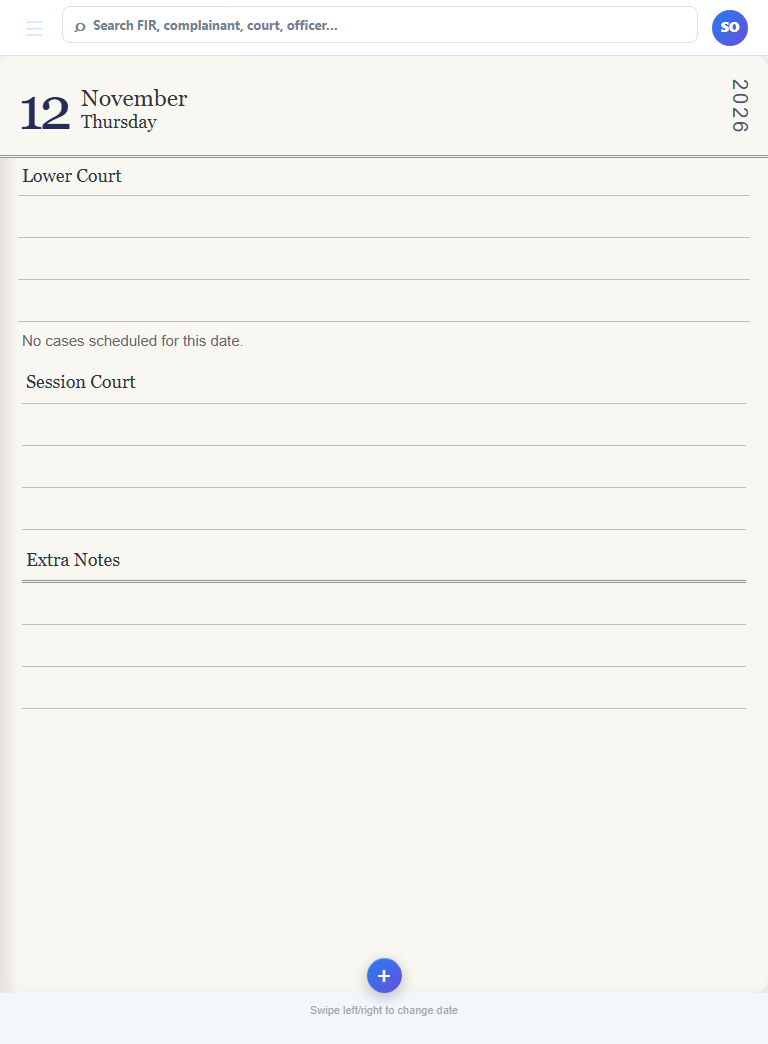 Search FIR, complainant, court, officer...
SO
12
November
Thursday
2026
Lower Court
No cases scheduled for this date.
Session Court
Extra Notes
+
Swipe left/right to change date